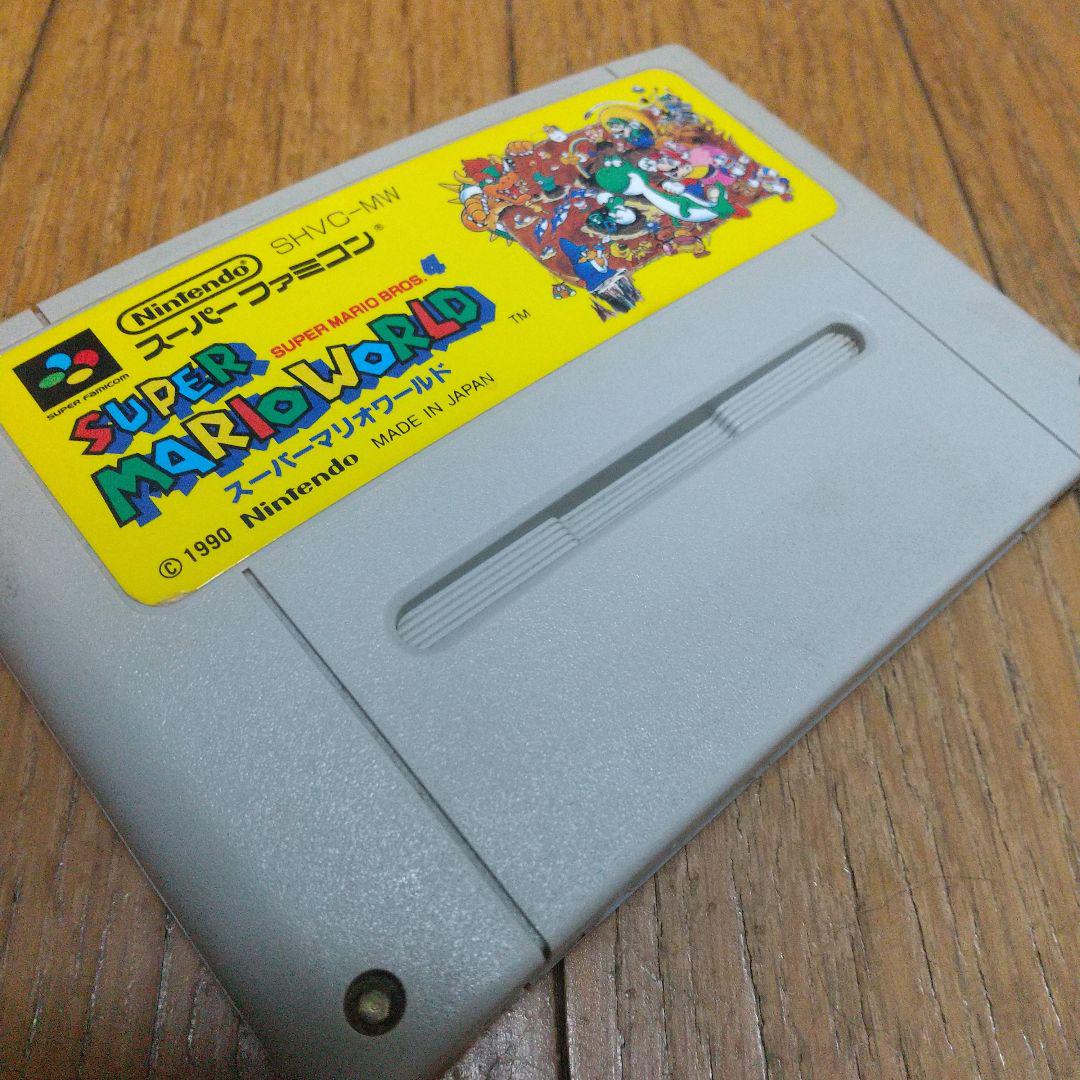 Nintendo SHVC-MW
スーパーファミコン®
SUPER FAMICOM
SUPER MARIO BROS. 4
SUPER
MARIO WORLD TM
スーパーマリオワールド
© 1990 Nintendo MADE IN JAPAN